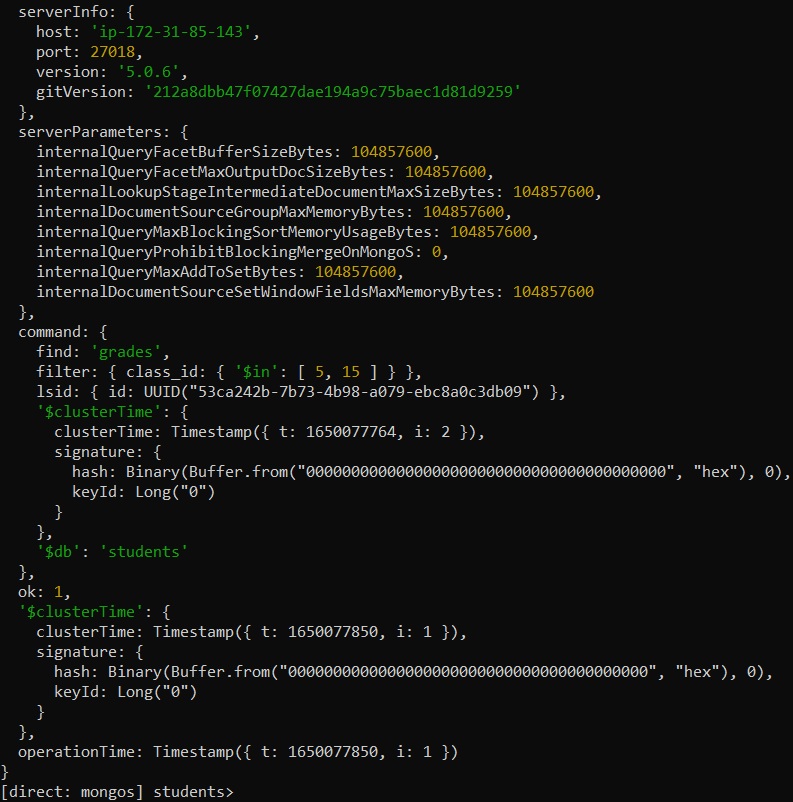 serverInfo: {
host: 'ip-172-31-85-143',
port: 27018,
version: '5.0.6',
gitVersion: '212a8dbb47f07427dae194a9c75baec1d81d9259'
},
serverParameters: {
internalQueryFacetBufferSizeBytes: 104857600,
internalQueryFacetMaxOutputDocSizeBytes: 104857600,
internalLookupStageIntermediateDocumentMaxSizeBytes: 104857600,
internalDocumentSourceGroupMaxMemoryBytes: 104857600,
internalQueryMaxBlockingSortMemoryUsageBytes: 104857600,
internalQueryProhibitBlockingMergeOnMongoS: 0,
internalQueryMaxAddToSetBytes: 104857600,
internalDocumentSourceSetWindowFieldsMaxMemoryBytes: 104857600
},
command: {
find: 'grades',
filter: { class_id: { '$in': [ 5, 15 ] } },
lsid: { id: UUID("53ca242b-7b73-4b98-a079-ebc8a0c3db09") },
'$clusterTime': {
clusterTime: Timestamp({ t: 1650077764, i: 2 }),
signature: {
hash: Binary(Buffer.from("0000000000000000000000000000000000000000", "hex"), 0),
keyId: Long("0")
}
},
'$db': 'students'
},
ok: 1,
'$clusterTime': {
clusterTime: Timestamp({ t: 1650077850, i: 1 }),
signature: {
hash: Binary(Buffer.from("0000000000000000000000000000000000000000", "hex"), 0),
keyId: Long("0")
}
},
operationTime: Timestamp({ t: 1650077850, i: 1 })
}
[direct: mongos] students>